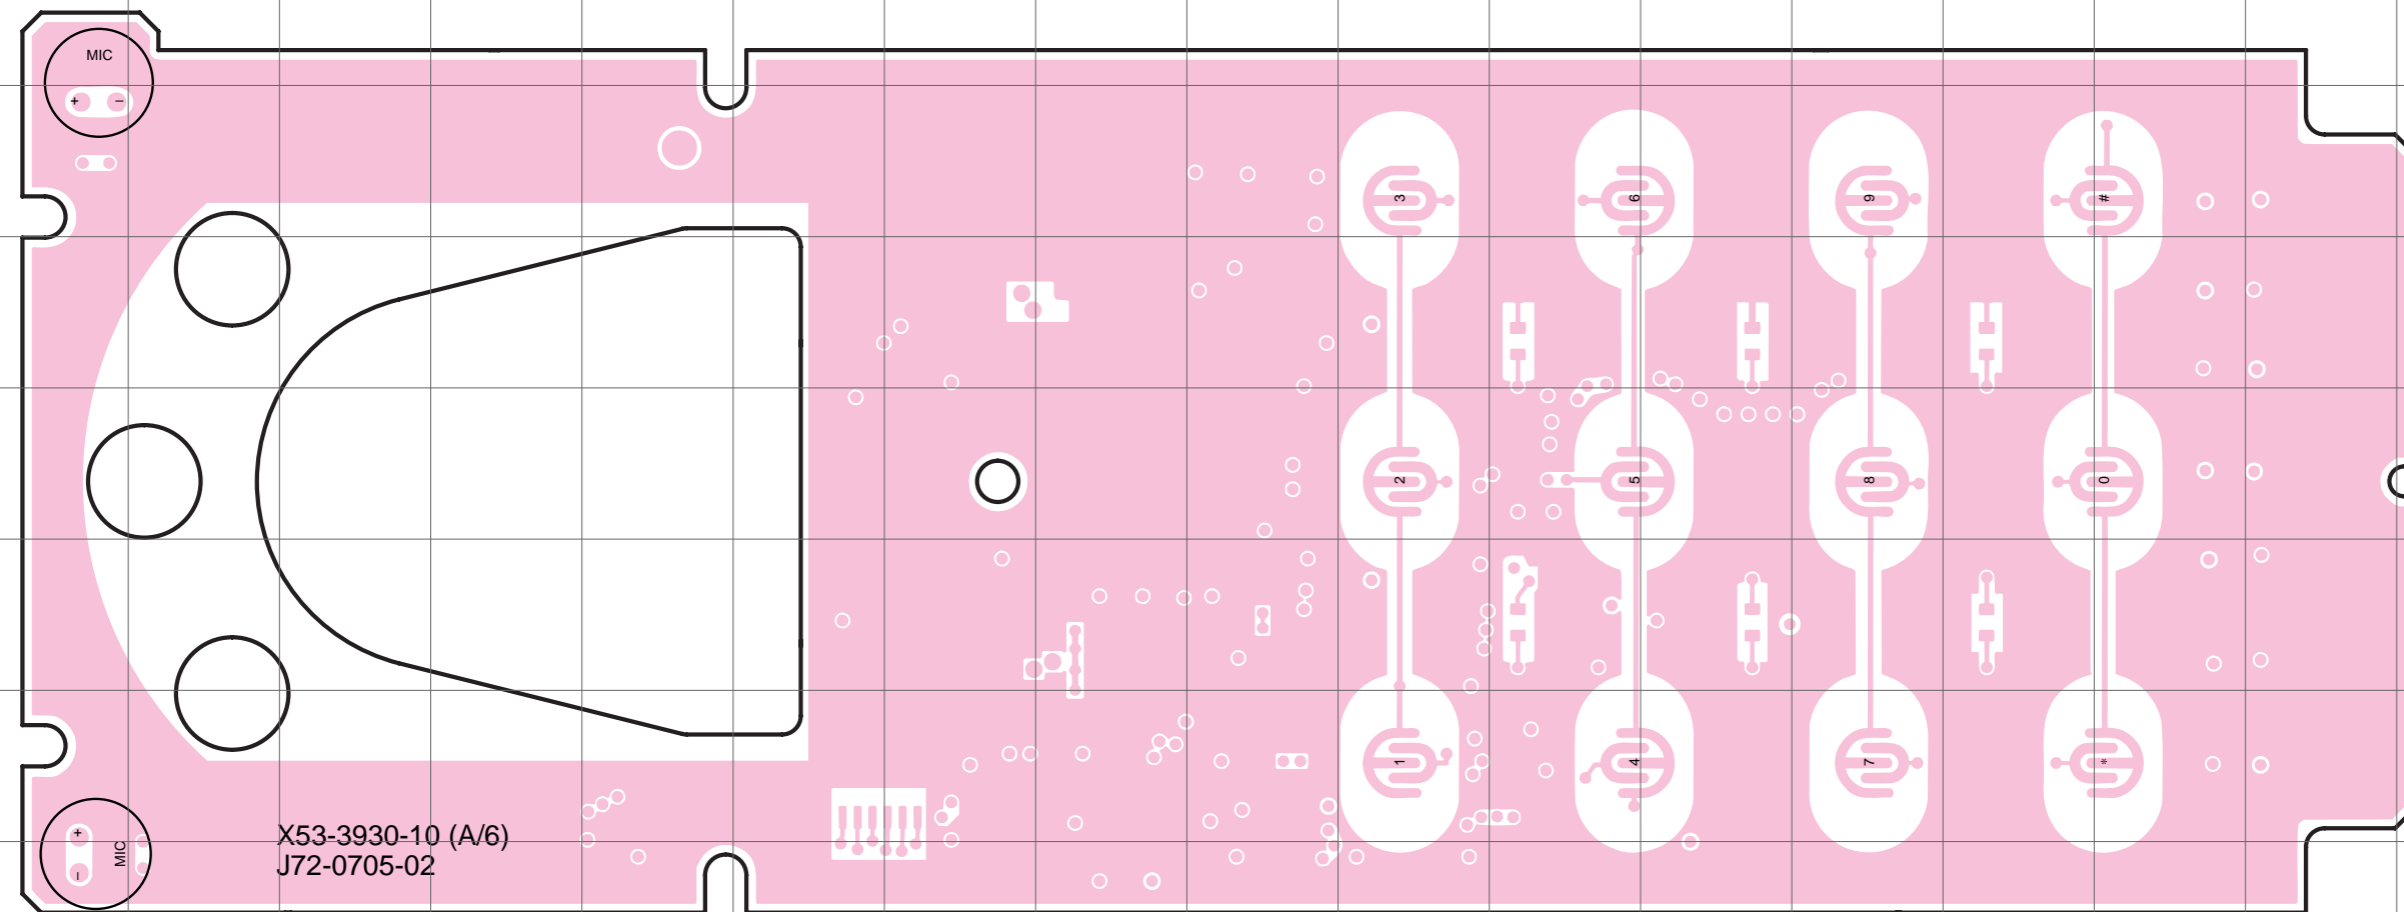 MIC
+ −
3 6 9 #
2 5 8 0
1 4 7 *
+
MIC
−
X53-3930-10 (A/6)
J72-0705-02